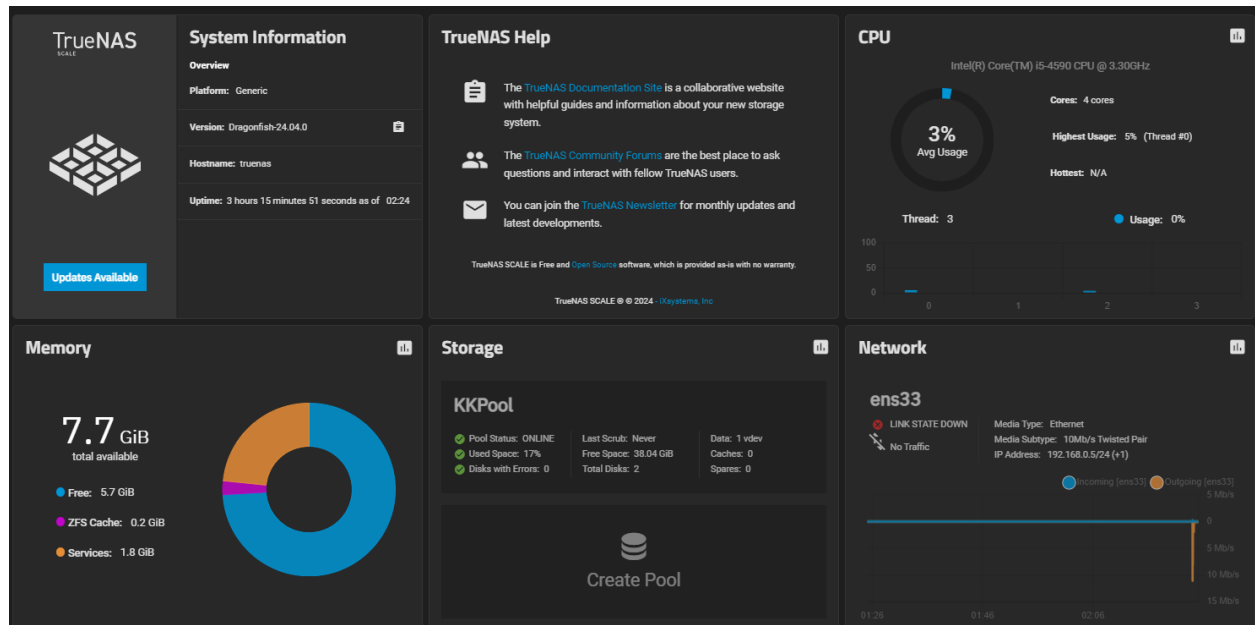 TrueNAS
SCALE
Updates Available
System Information
Overview
Platform: Generic
Version: Dragonfish-24.04.0
Hostname: truenas
Uptime: 3 hours 15 minutes 51 seconds as of 02:24
TrueNAS Help
The TrueNAS Documentation Site is a collaborative website
with helpful guides and information about your new storage
system.
The TrueNAS Community Forums are the best place to ask
questions and interact with fellow TrueNAS users.
You can join the TrueNAS Newsletter for monthly updates and
latest developments.
TrueNAS SCALE is Free and Open Source software, which is provided as-is with no warranty.
TrueNAS SCALE ® © 2024 - iXsystems, Inc
CPU
Intel(R) Core(TM) i5-4590 CPU @ 3.30GHz
3%
Avg Usage
Cores: 4 cores
Highest Usage: 5% (Thread #0)
Hottest: N/A
Thread: 3
Usage: 0%
100
50
0
0 1 2 3
Memory
7.7 GiB
total available
Free: 5.7 GiB
ZFS Cache: 0.2 GiB
Services: 1.8 GiB
Storage
KKPool
Pool Status: ONLINE
Used Space: 17%
Disks with Errors: 0
Last Scrub: Never
Free Space: 38.04 GiB
Total Disks: 2
Data: 1 vdev
Caches: 0
Spares: 0
Create Pool
Network
ens33
LINK STATE DOWN
No Traffic
Media Type: Ethernet
Media Subtype: 10Mb/s Twisted Pair
IP Address: 192.168.0.5/24 (+1)
Incoming [ens33] Outgoing [ens33]
5 Mb/s
0
5 Mb/s
10 Mb/s
15 Mb/s
01:26 01:46 02:06